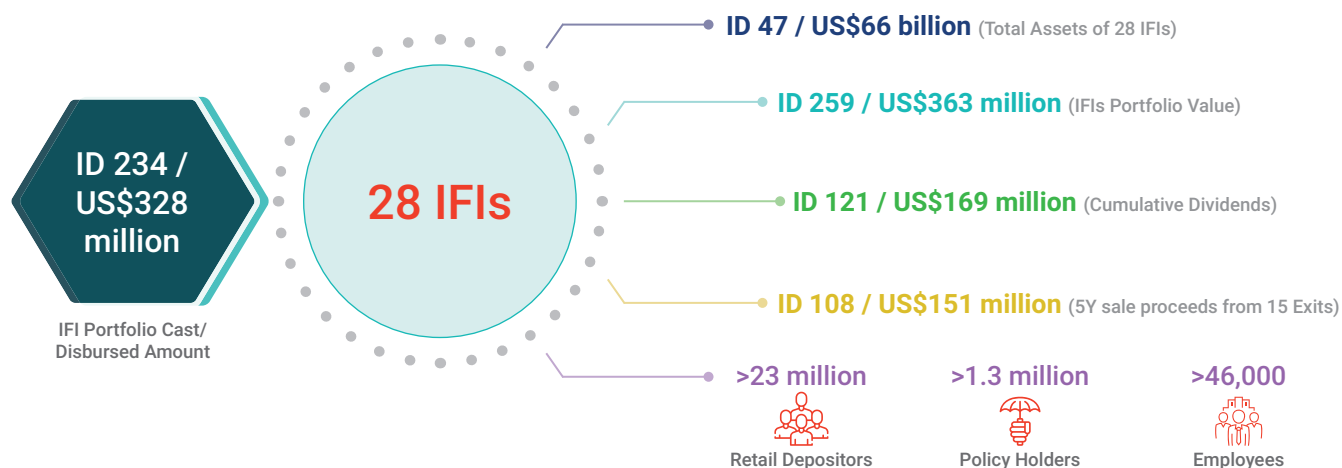 ID 234 /
US$328
million
IFI Portfolio Cast/
Disbursed Amount
28 IFIs
ID 47 / US$66 billion (Total Assets of 28 IFIs)
ID 259 / US$363 million (IFIs Portfolio Value)
ID 121 / US$169 million (Cumulative Dividends)
ID 108 / US$151 million (5Y sale proceeds from 15 Exits)
>23 million >1.3 million >46,000
Retail Depositors Policy Holders Employees